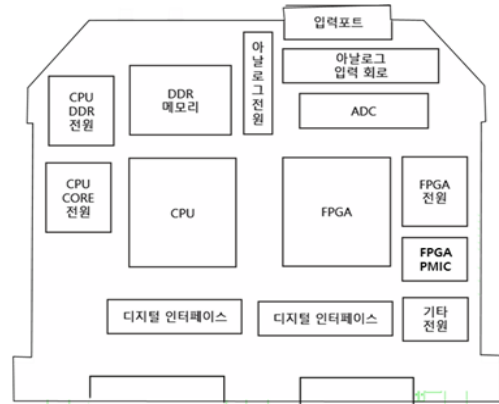 입력포트
아날로그전원
아날로그
입력 회로
CPU
DDR
전원
DDR
메모리
ADC
CPU
CORE
전원
CPU
FPGA
FPGA
전원
FPGA
PMIC
디지털 인터페이스
디지털 인터페이스
기타
전원